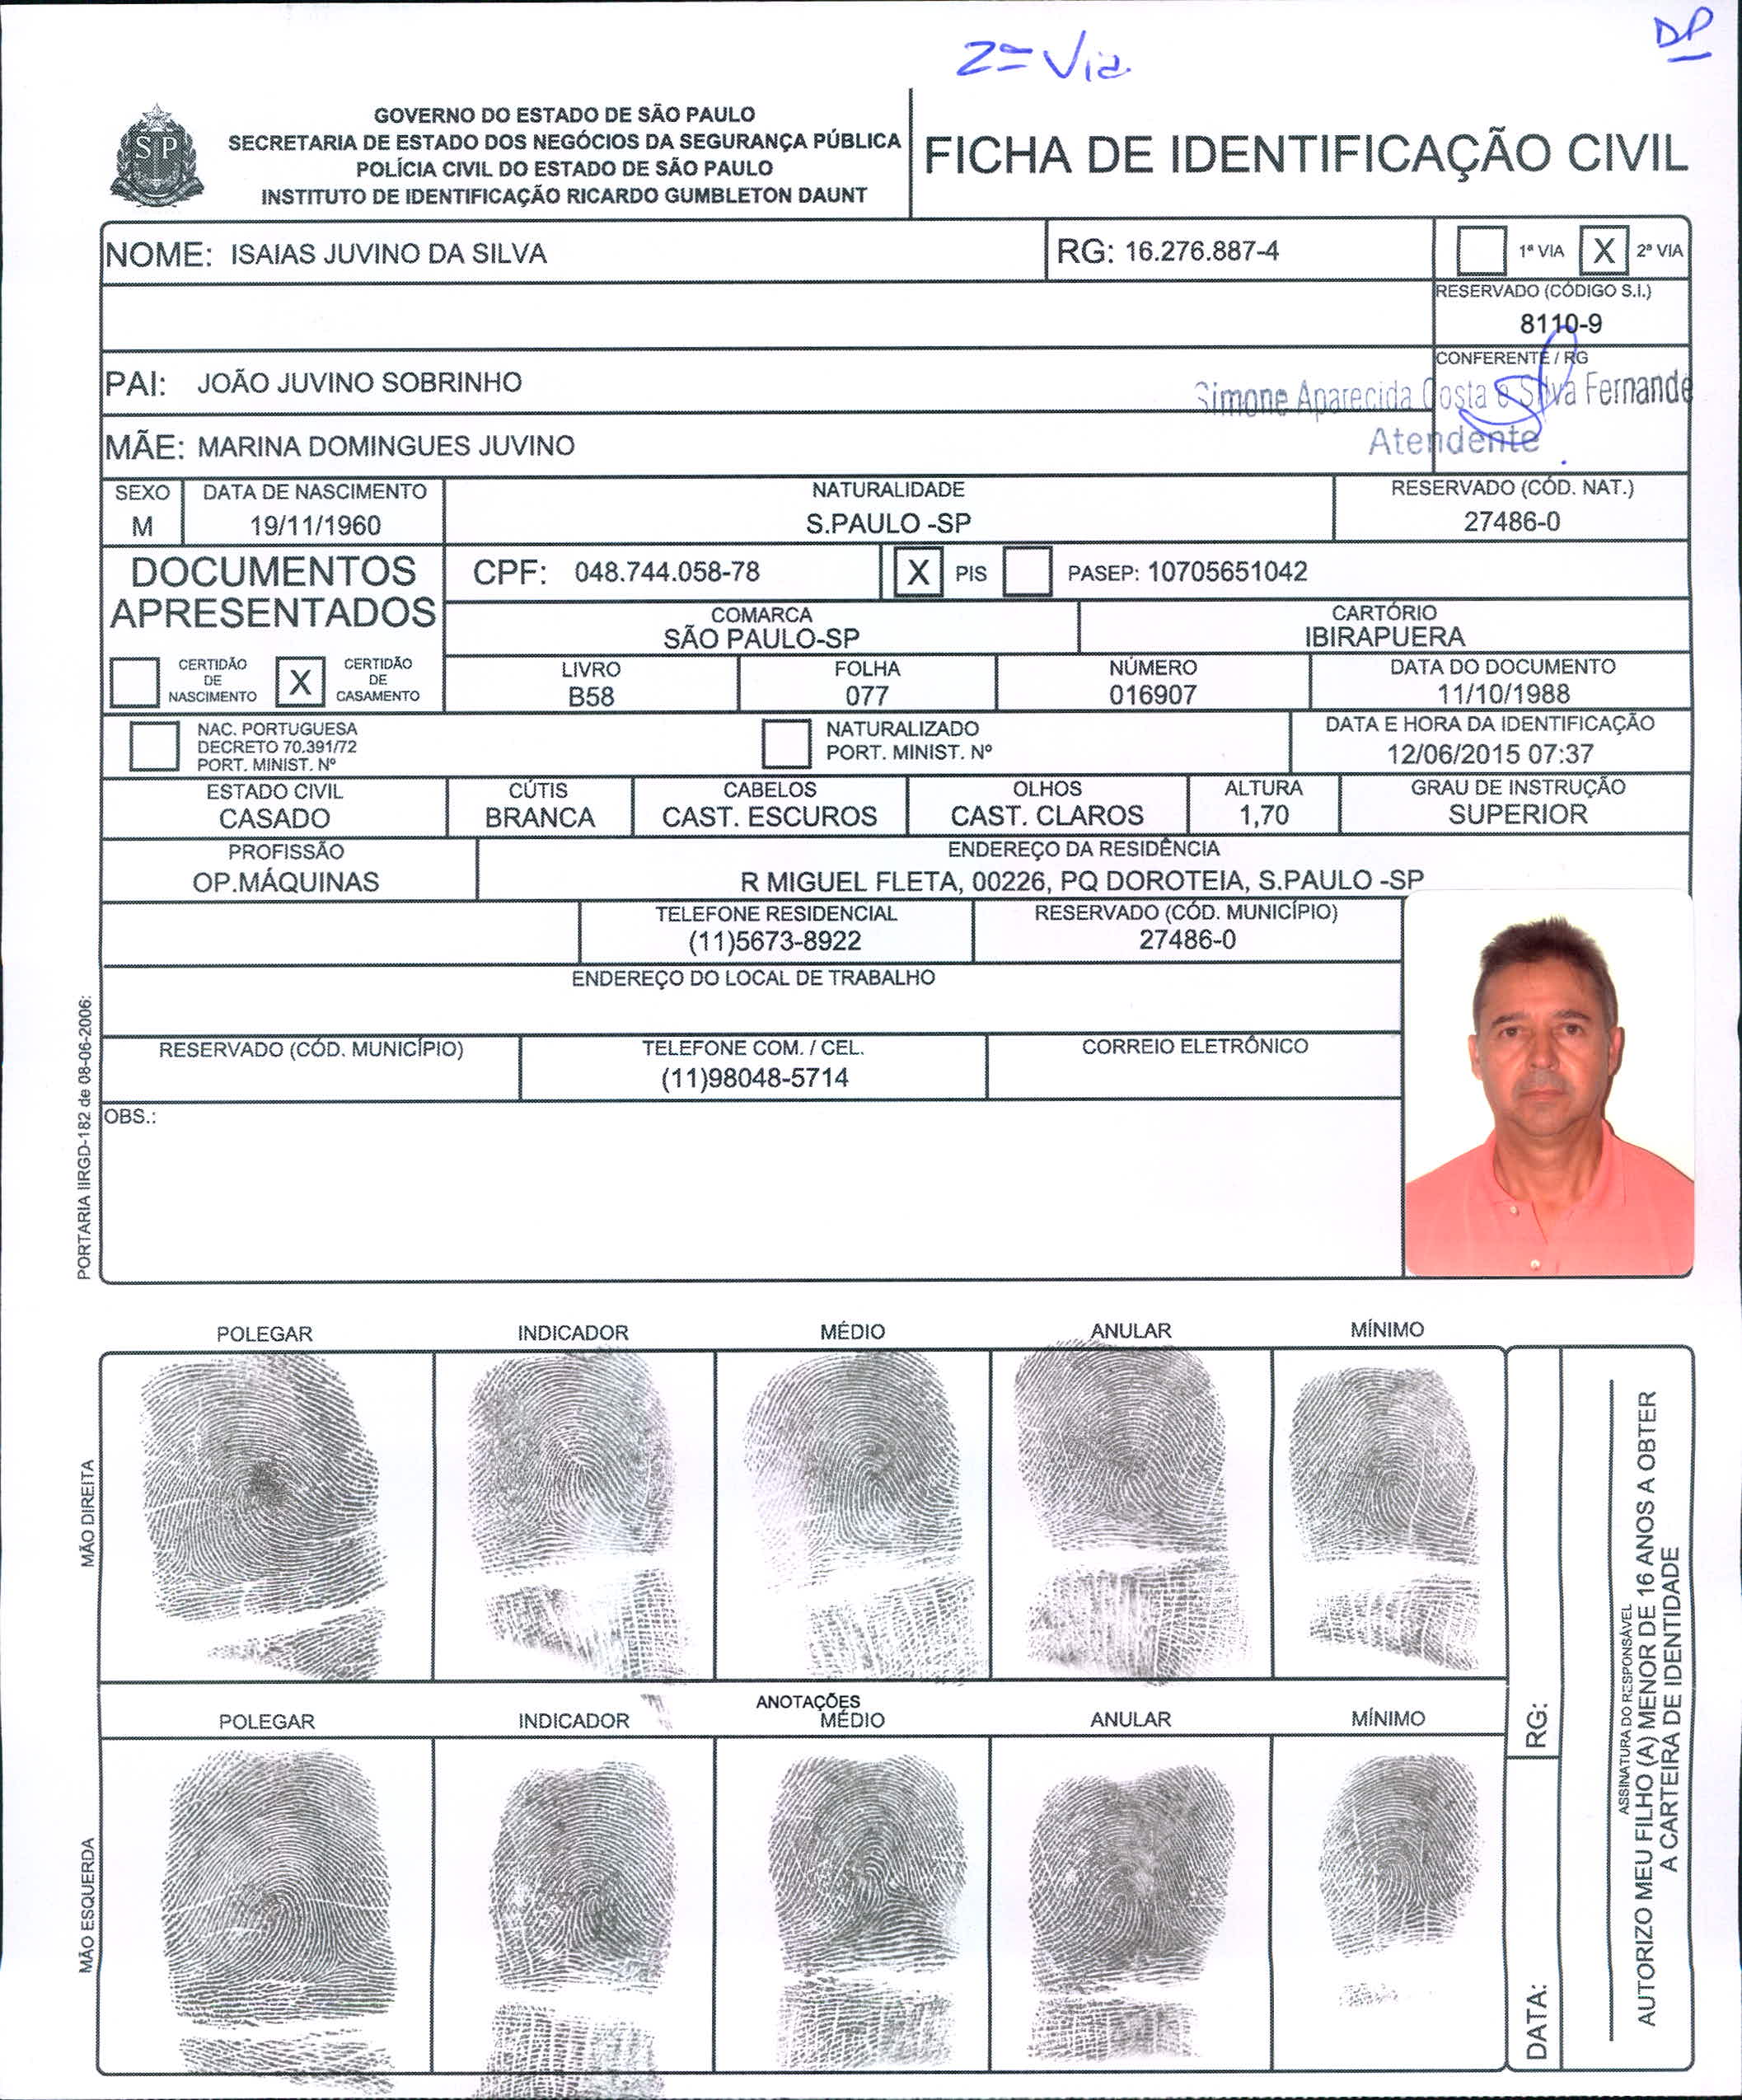 2ª Via
DP
GOVERNO DO ESTADO DE SÃO PAULO
SECRETARIA DE ESTADO DOS NEGÓCIOS DA SEGURANÇA PÚBLICA
POLÍCIA CIVIL DO ESTADO DE SÃO PAULO
INSTITUTO DE IDENTIFICAÇÃO RICARDO GUMBLETON DAUNT
SP
FICHA DE IDENTIFICAÇÃO CIVIL
NOME: ISAIAS JUVINO DA SILVA
RG: 16.276.887-4
1ª VIA X 2ª VIA
RESERVADO (CÓDIGO S.I.)
8110-9
PAI: JOÃO JUVINO SOBRINHO
CONFERENTE / RG
Simone Aparecida Costa e Silva Fernande
Atendente
MÃE: MARINA DOMINGUES JUVINO
SEXO
M
DATA DE NASCIMENTO
19/11/1960
NATURALIDADE
S.PAULO -SP
RESERVADO (CÓD. NAT.)
27486-0
DOCUMENTOS
APRESENTADOS
CPF: 048.744.058-78
X PIS
PASEP: 10705651042
COMARCA
SÃO PAULO-SP
CARTÓRIO
IBIRAPUERA
CERTIDÃO
DE
NASCIMENTO
X
CERTIDÃO
DE
CASAMENTO
LIVRO
B58
FOLHA
077
NÚMERO
016907
DATA DO DOCUMENTO
11/10/1988
NAC. PORTUGUESA
DECRETO 70.391/72
PORT. MINIST. Nº
NATURALIZADO
PORT. MINIST. Nº
DATA E HORA DA IDENTIFICAÇÃO
12/06/2015 07:37
ESTADO CIVIL
CASADO
CÚTIS
BRANCA
CABELOS
CAST. ESCUROS
OLHOS
CAST. CLAROS
ALTURA
1,70
GRAU DE INSTRUÇÃO
SUPERIOR
PROFISSÃO
OP.MÁQUINAS
ENDEREÇO DA RESIDÊNCIA
R MIGUEL FLETA, 00226, PQ DOROTEIA, S.PAULO -SP
TELEFONE RESIDENCIAL
(11)5673-8922
RESERVADO (CÓD. MUNICÍPIO)
27486-0
ENDEREÇO DO LOCAL DE TRABALHO
RESERVADO (CÓD. MUNICÍPIO)
TELEFONE COM. / CEL.
(11)98048-5714
CORREIO ELETRÔNICO
OBS.:
PORTARIA IIRGD-182 de 08-06-2006:
POLEGAR INDICADOR MÉDIO ANULAR MÍNIMO
MÃO DIREITA
ANOTAÇÕES
POLEGAR INDICADOR MÉDIO ANULAR MÍNIMO
MÃO ESQUERDA
RG:
DATA:
ASSINATURA DO RESPONSÁVEL
AUTORIZO MEU FILHO (A) MENOR DE 16 ANOS A OBTER
A CARTEIRA DE IDENTIDADE